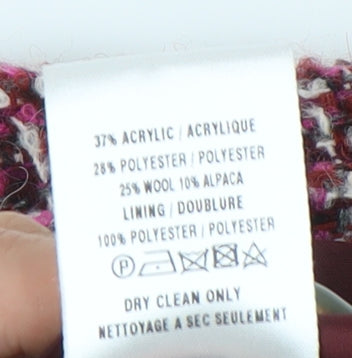 37% ACRYLIC / ACRYLIQUE
28% POLYESTER / POLYESTER
25% WOOL 10% ALPACA
LINING / DOUBLURE
100% POLYESTER / POLYESTER
P
DRY CLEAN ONLY
NETTOYAGE A SEC SEULEMENT